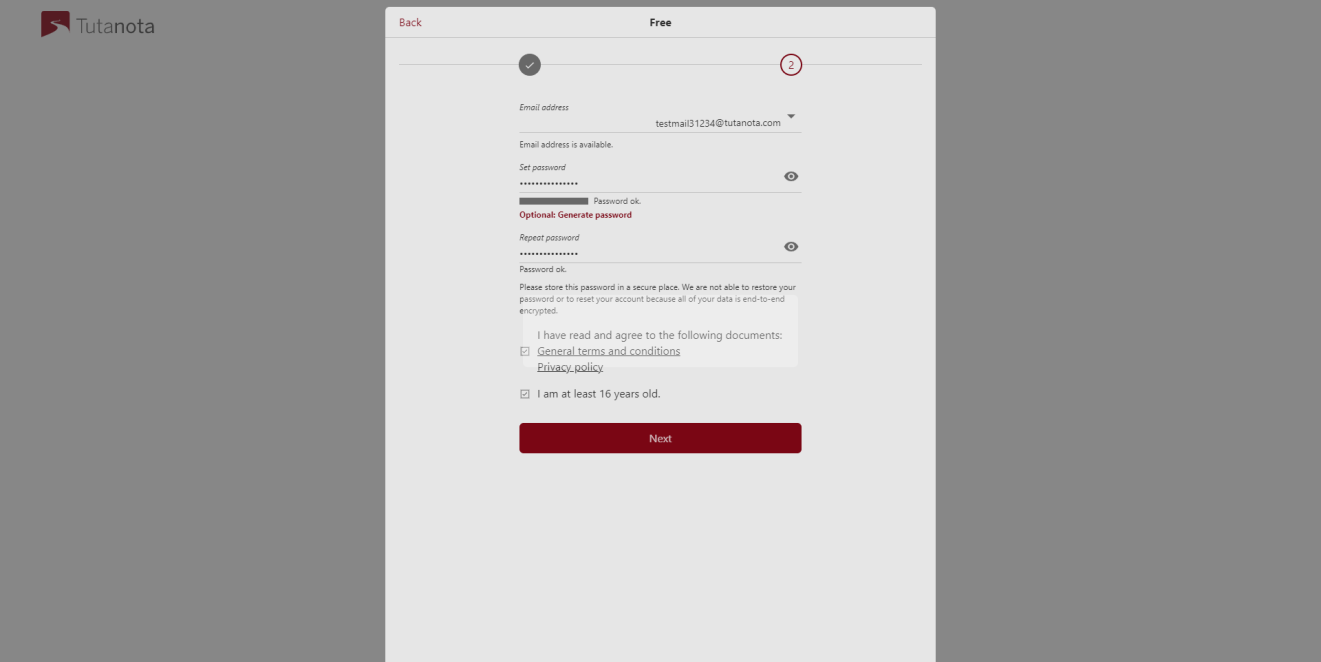 Tutanota
Back
Free
2
Email address
testmail31234@tutanota.com
Email address is available.
Set password
•••••••••••••••
Password ok.
Optional: Generate password
Repeat password
•••••••••••••••
Password ok.
Please store this password in a secure place. We are not able to restore your
password or to reset your account because all of your data is end-to-end
encrypted.
I have read and agree to the following documents:
General terms and conditions
Privacy policy
I am at least 16 years old.
Next